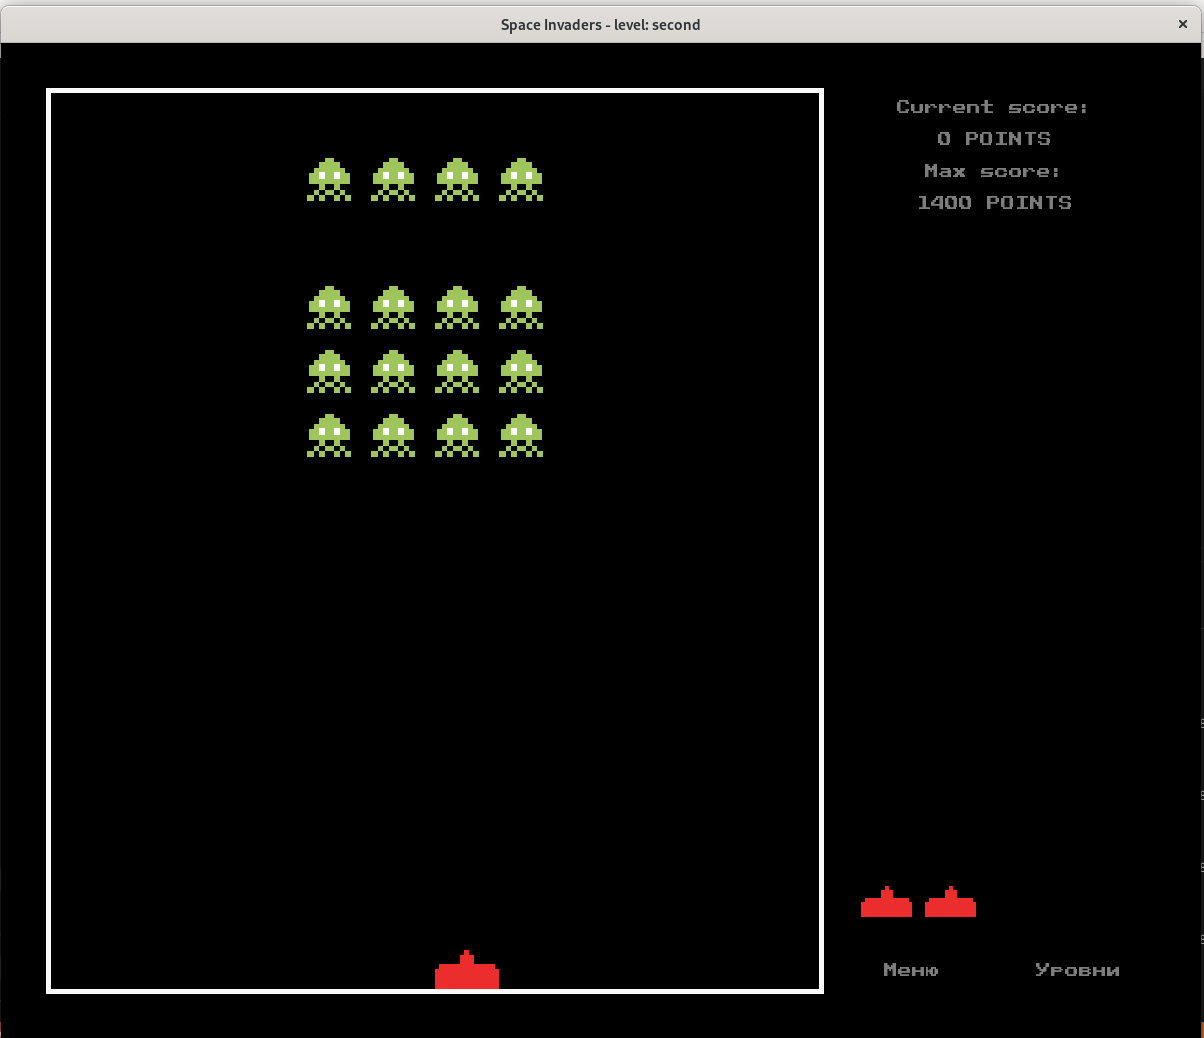 Space Invaders - level: second
Current score:
0 POINTS
Max score:
1400 POINTS
Меню Уровни